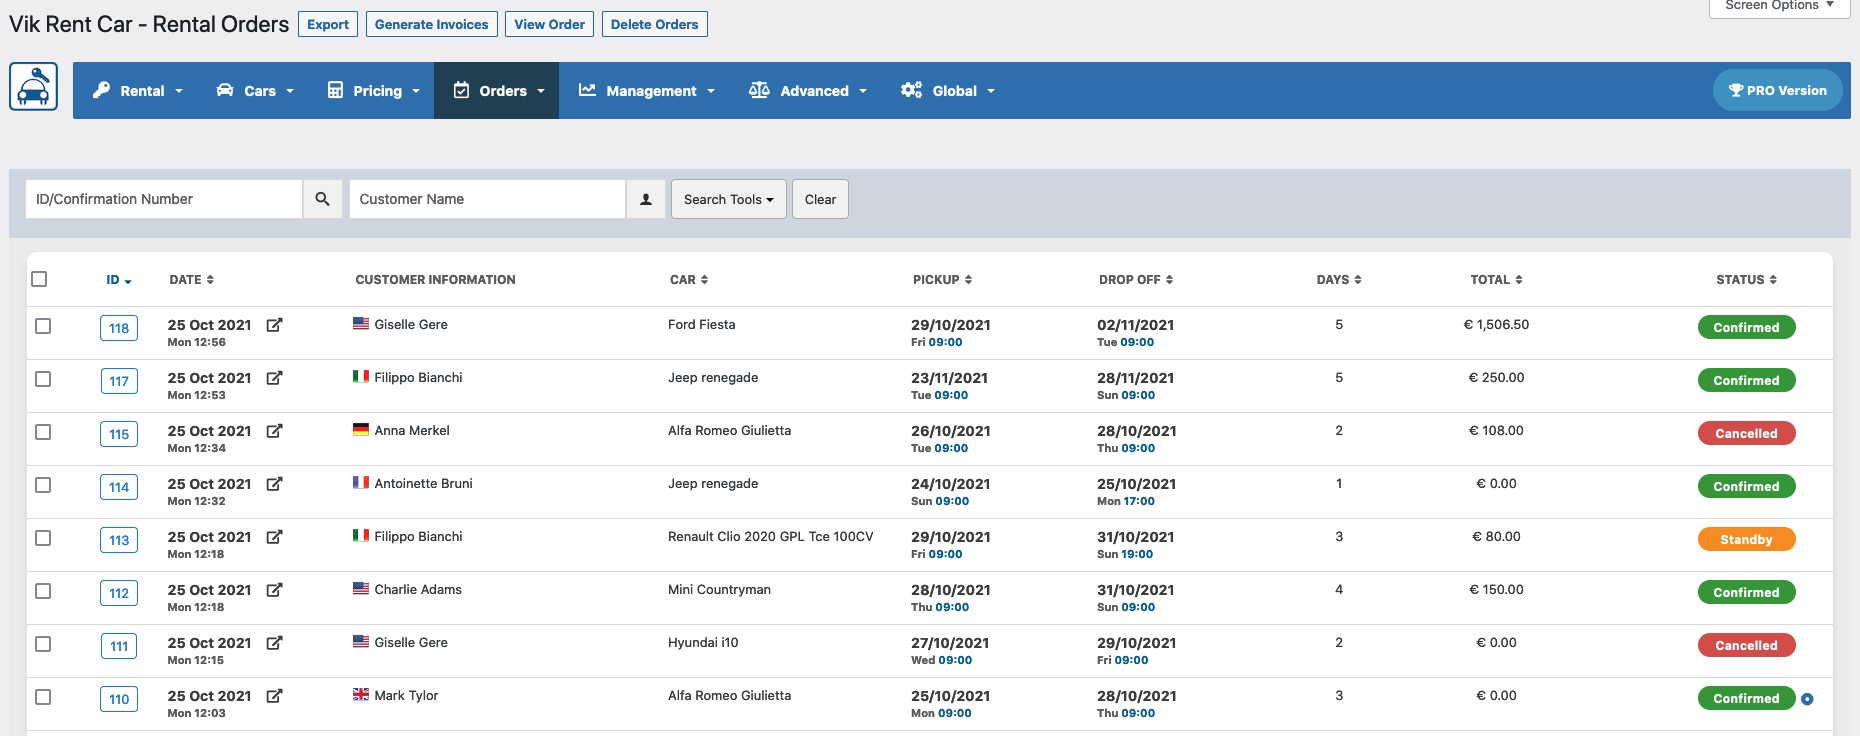 Screen Options
Vik Rent Car - Rental Orders Export Generate Invoices View Order Delete Orders
Rental Cars Pricing Orders Management Advanced Global PRO Version
ID/Confirmation Number Customer Name Search Tools Clear
ID DATE CUSTOMER INFORMATION CAR PICKUP DROP OFF DAYS TOTAL STATUS
118 25 Oct 2021 Giselle Gere Ford Fiesta 29/10/2021 02/11/2021 5 € 1,506.50 Confirmed
Mon 12:56 Fri 09:00 Tue 09:00
117 25 Oct 2021 Filippo Bianchi Jeep renegade 23/11/2021 28/11/2021 5 € 250.00 Confirmed
Mon 12:53 Tue 09:00 Sun 09:00
115 25 Oct 2021 Anna Merkel Alfa Romeo Giulietta 26/10/2021 28/10/2021 2 € 108.00 Cancelled
Mon 12:34 Tue 09:00 Thu 09:00
114 25 Oct 2021 Antoinette Bruni Jeep renegade 24/10/2021 25/10/2021 1 € 0.00 Confirmed
Mon 12:32 Sun 09:00 Mon 17:00
113 25 Oct 2021 Filippo Bianchi Renault Clio 2020 GPL Tce 100CV 29/10/2021 31/10/2021 3 € 80.00 Standby
Mon 12:18 Fri 09:00 Sun 19:00
112 25 Oct 2021 Charlie Adams Mini Countryman 28/10/2021 31/10/2021 4 € 150.00 Confirmed
Mon 12:18 Thu 09:00 Sun 09:00
111 25 Oct 2021 Giselle Gere Hyundai i10 27/10/2021 29/10/2021 2 € 0.00 Cancelled
Mon 12:15 Wed 09:00 Fri 09:00
110 25 Oct 2021 Mark Tylor Alfa Romeo Giulietta 25/10/2021 28/10/2021 3 € 0.00 Confirmed
Mon 12:03 Mon 09:00 Thu 09:00